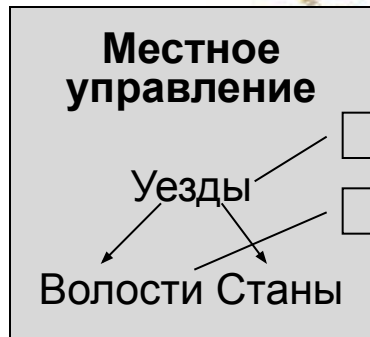 Местное
управление
Уезды
Волости Станы